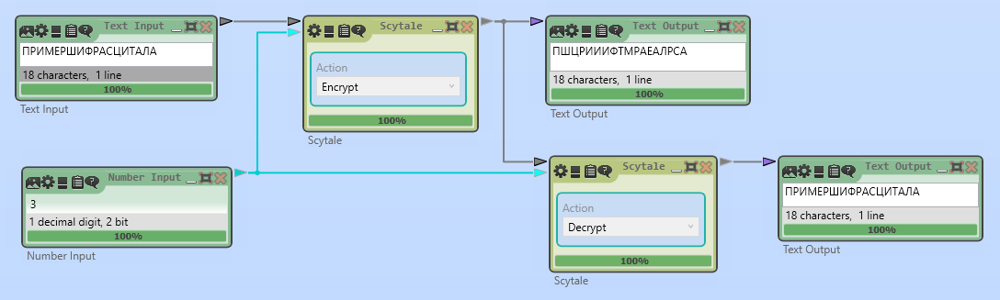 Text Input
ПРИМЕРШИФРАСЦИТАЛА
18 characters, 1 line
100%
Text Input
Scytale
Action
Encrypt
100%
Scytale
Text Output
ПШЦРИИИФТМРАЕАЛРСА
18 characters, 1 line
100%
Text Output
Number Input
3
1 decimal digit, 2 bit
100%
Number Input
Scytale
Action
Decrypt
100%
Scytale
Text Output
ПРИМЕРШИФРАСЦИТАЛА
18 characters, 1 line
100%
Text Output